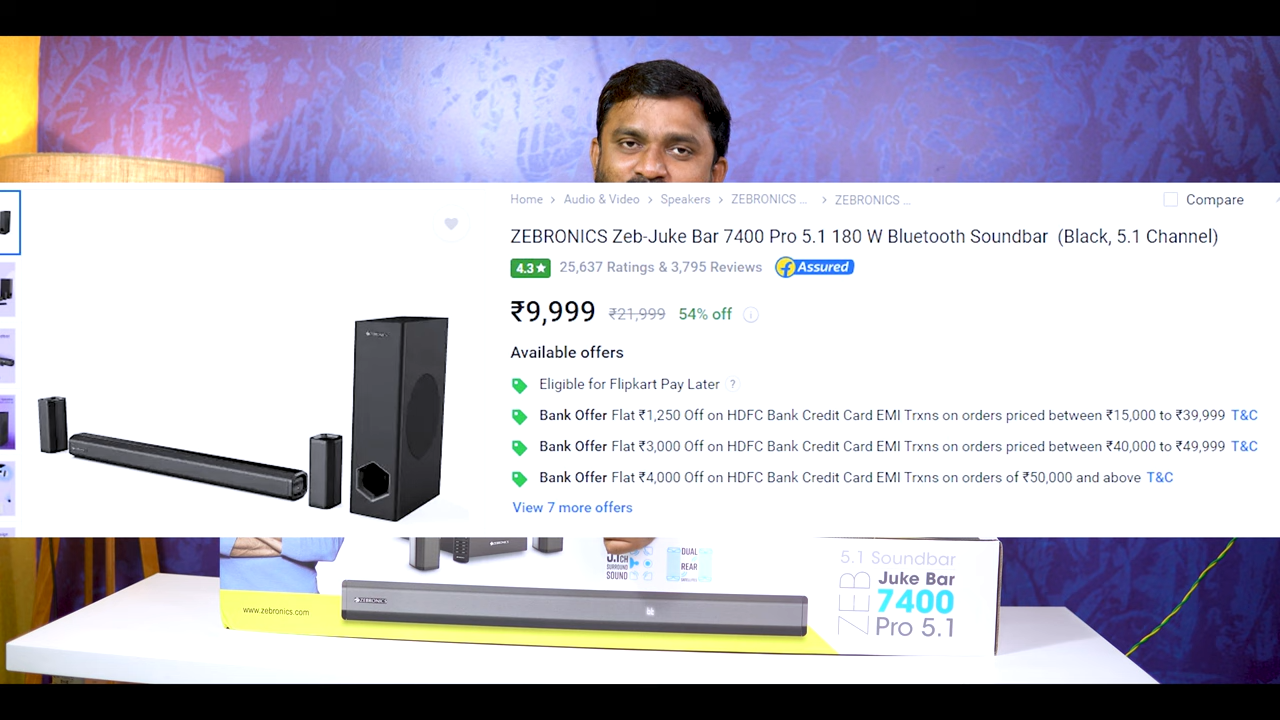 Home > Audio & Video > Speakers > ZEBRONICS ... > ZEBRONICS ...
Compare
ZEBRONICS Zeb-Juke Bar 7400 Pro 5.1 180 W Bluetooth Soundbar (Black, 5.1 Channel)
4.3★ 25,637 Ratings & 3,795 Reviews Assured
₹9,999 ₹21,999 54% off
Available offers
Eligible for Flipkart Pay Later ?
Bank Offer Flat ₹1,250 Off on HDFC Bank Credit Card EMI Trxns on orders priced between ₹15,000 to ₹39,999 T&C
Bank Offer Flat ₹3,000 Off on HDFC Bank Credit Card EMI Trxns on orders priced between ₹40,000 to ₹49,999 T&C
Bank Offer Flat ₹4,000 Off on HDFC Bank Credit Card EMI Trxns on orders of ₹50,000 and above T&C
View 7 more offers
ZEBRONICS
5.1CH
SURROUND
SOUND
DUAL
REAR
www.zebronics.com
ZEBRONICS
5.1 Soundbar
ZEB
Juke Bar
7400
Pro 5.1